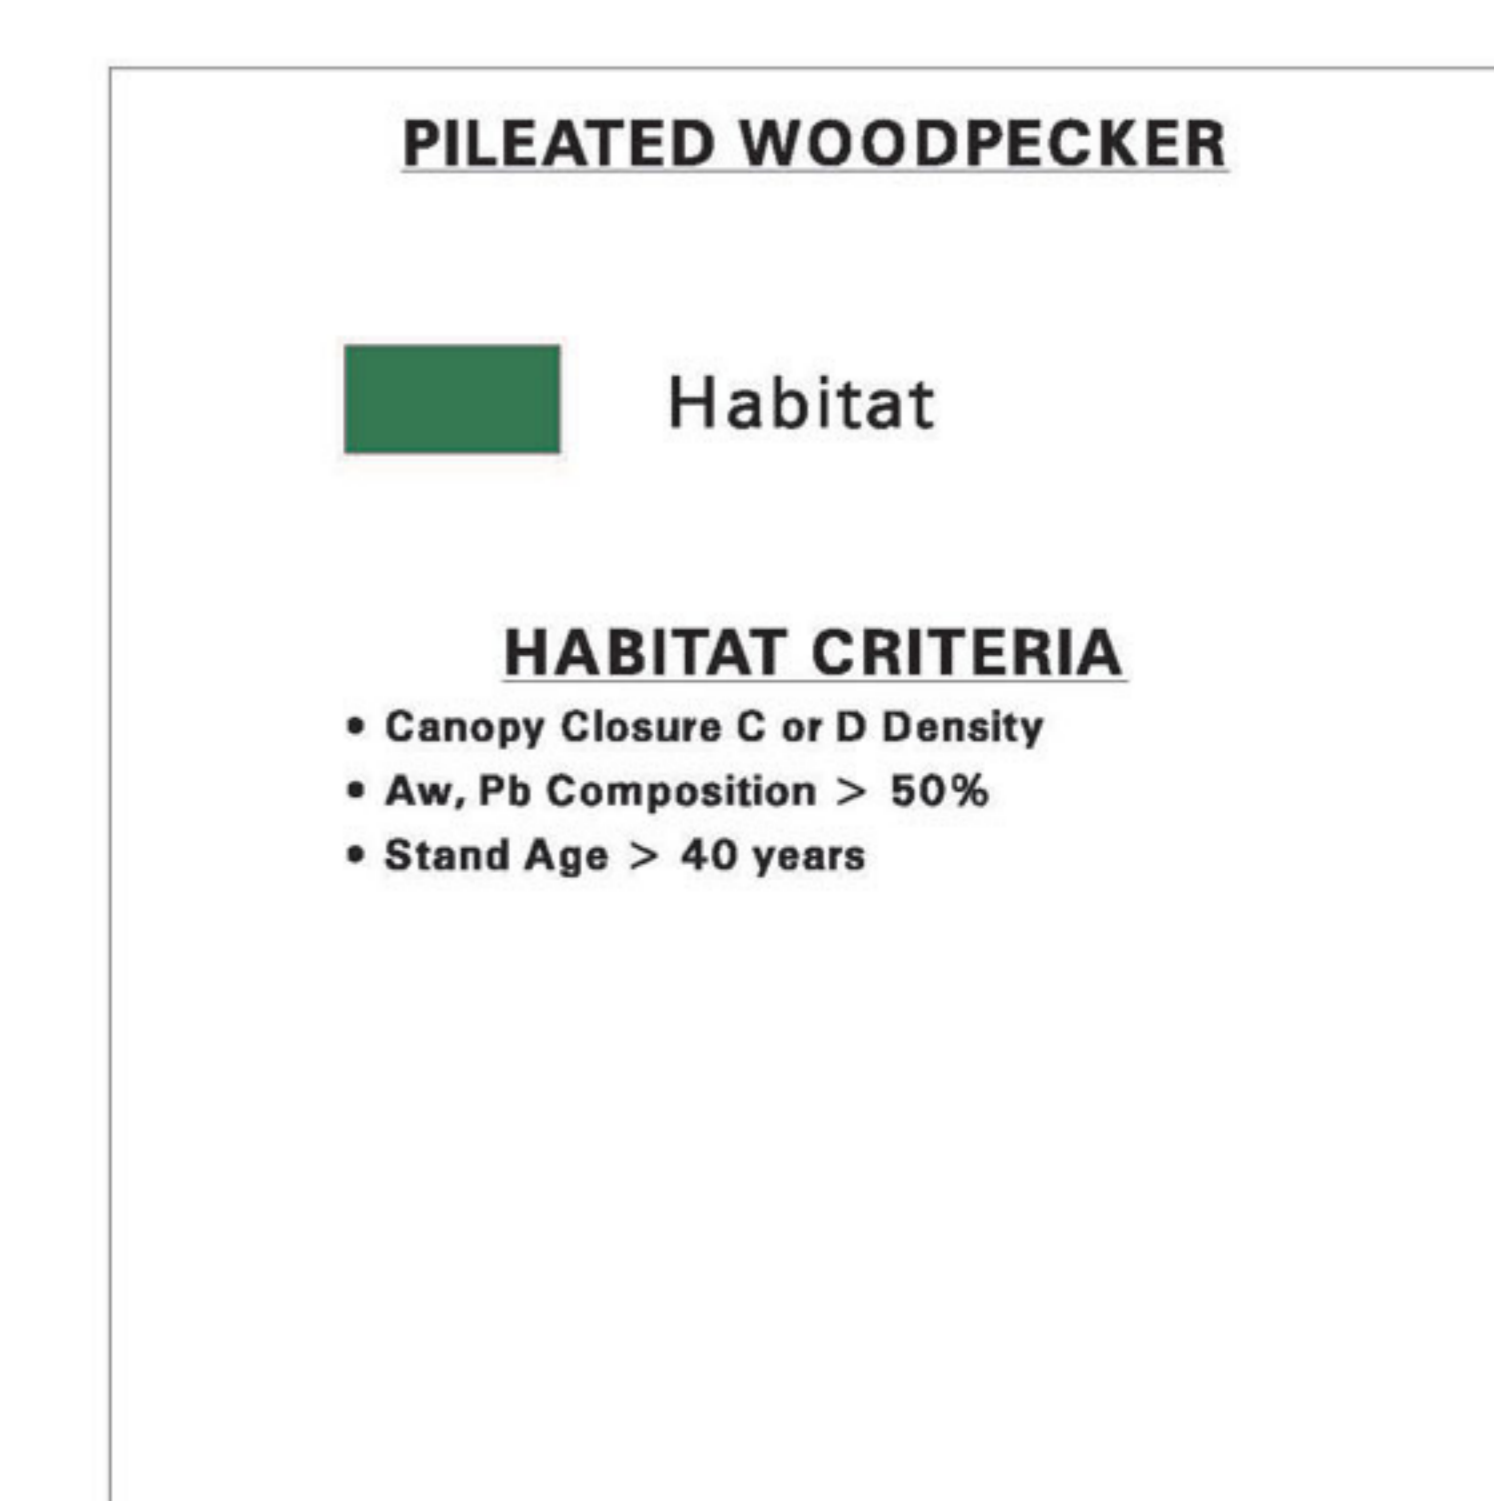 PILEATED WOODPECKER
Habitat
HABITAT CRITERIA
• Canopy Closure C or D Density
• Aw, Pb Composition > 50%
• Stand Age > 40 years